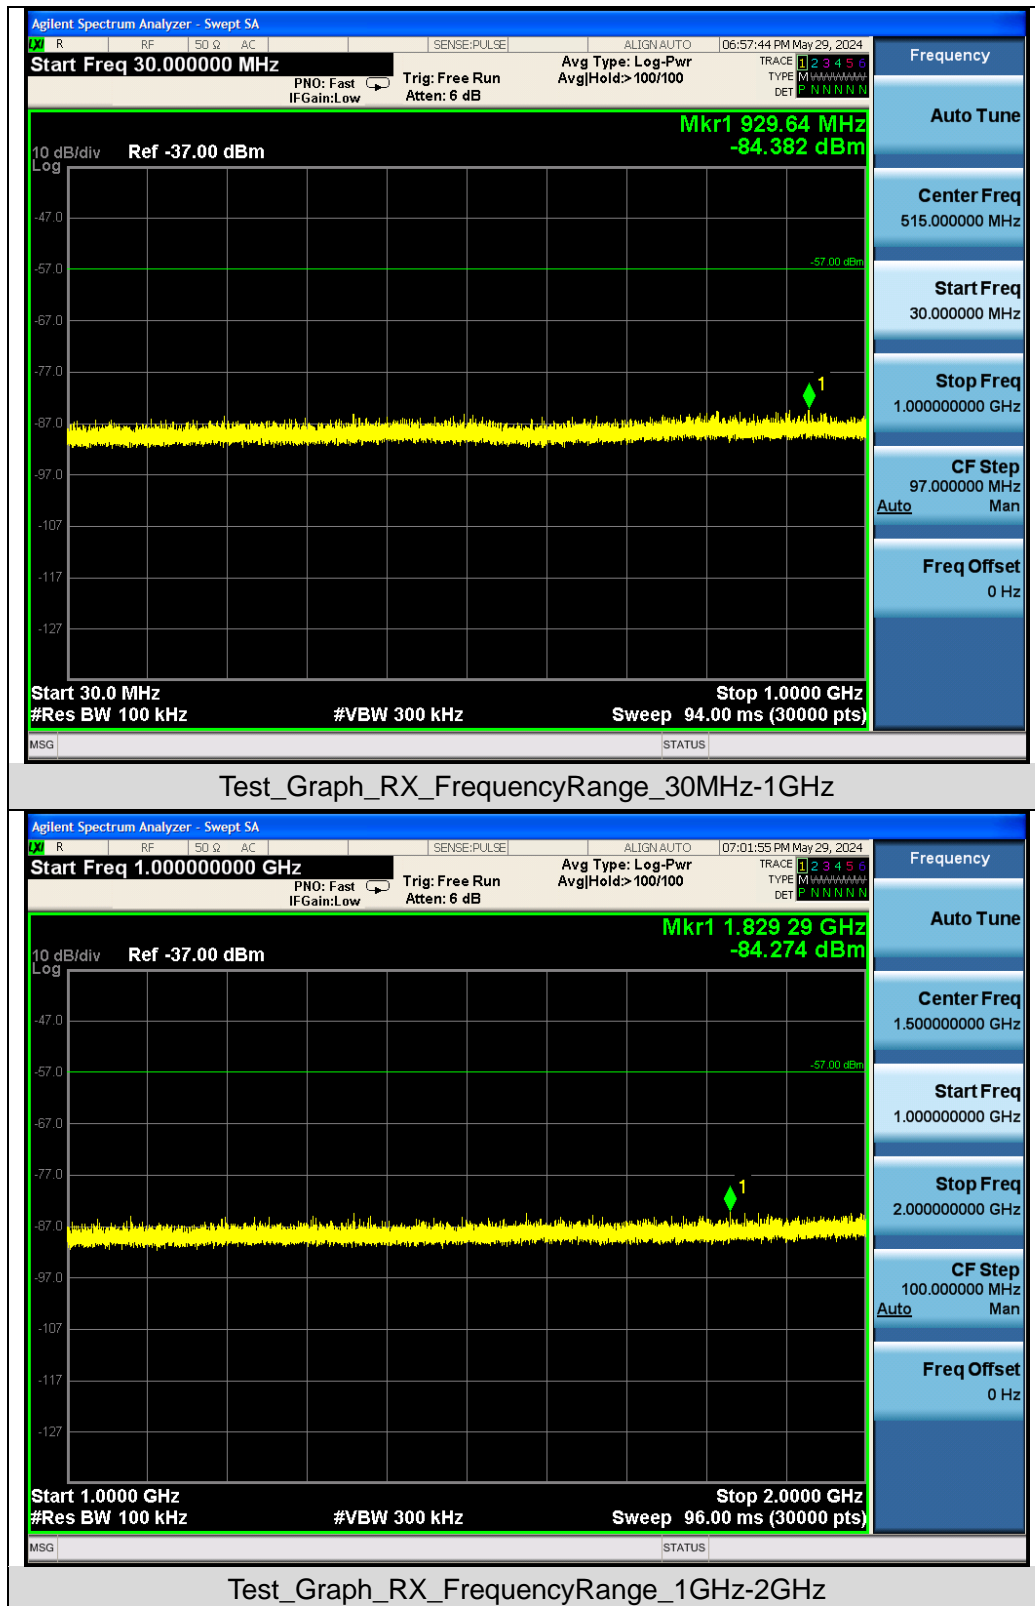 Agilent Spectrum Analyzer - Swept SA
LXI R RF 50 Ω AC SENSE:PULSE ALIGN AUTO 06:57:44 PM May 29, 2024
Start Freq 30.000000 MHz
PNO: Fast
IFGain:Low
Trig: Free Run
Atten: 6 dB
Avg Type: Log-Pwr
Avg|Hold:>100/100
TRACE 1 2 3 4 5 6
TYPE M W W W W W
DET P N N N N N
Mkr1 929.64 MHz
-84.382 dBm
10 dB/div Ref -37.00 dBm
Log
-47.0
-57.0
-57.00 dBm
-67.0
-77.0
1
-87.0
-97.0
-107
-117
-127
Start 30.0 MHz Stop 1.0000 GHz
#Res BW 100 kHz #VBW 300 kHz Sweep 94.00 ms (30000 pts)
MSG STATUS
Frequency
Auto Tune
Center Freq
515.000000 MHz
Start Freq
30.000000 MHz
Stop Freq
1.000000000 GHz
CF Step
97.000000 MHz
Auto Man
Freq Offset
0 Hz
Test_Graph_RX_FrequencyRange_30MHz-1GHz
Agilent Spectrum Analyzer - Swept SA
LXI R RF 50 Ω AC SENSE:PULSE ALIGN AUTO 07:01:55 PM May 29, 2024
Start Freq 1.000000000 GHz
PNO: Fast
IFGain:Low
Trig: Free Run
Atten: 6 dB
Avg Type: Log-Pwr
Avg|Hold:>100/100
TRACE 1 2 3 4 5 6
TYPE M W W W W W
DET P N N N N N
Mkr1 1.829 29 GHz
-84.274 dBm
10 dB/div Ref -37.00 dBm
Log
-47.0
-57.0
-57.00 dBm
-67.0
-77.0
1
-87.0
-97.0
-107
-117
-127
Start 1.0000 GHz Stop 2.0000 GHz
#Res BW 100 kHz #VBW 300 kHz Sweep 96.00 ms (30000 pts)
MSG STATUS
Frequency
Auto Tune
Center Freq
1.500000000 GHz
Start Freq
1.000000000 GHz
Stop Freq
2.000000000 GHz
CF Step
100.000000 MHz
Auto Man
Freq Offset
0 Hz
Test_Graph_RX_FrequencyRange_1GHz-2GHz